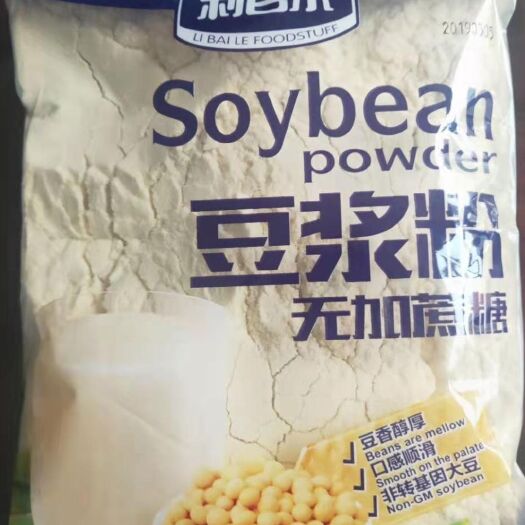 LI BAI LE FOODSTUFF
20190505
Soybean
powder
豆浆粉
无加蔗糖
豆香醇厚
Beans are mellow
口感顺滑
Smooth on the palate
非转基因大豆
Non-GM soybean